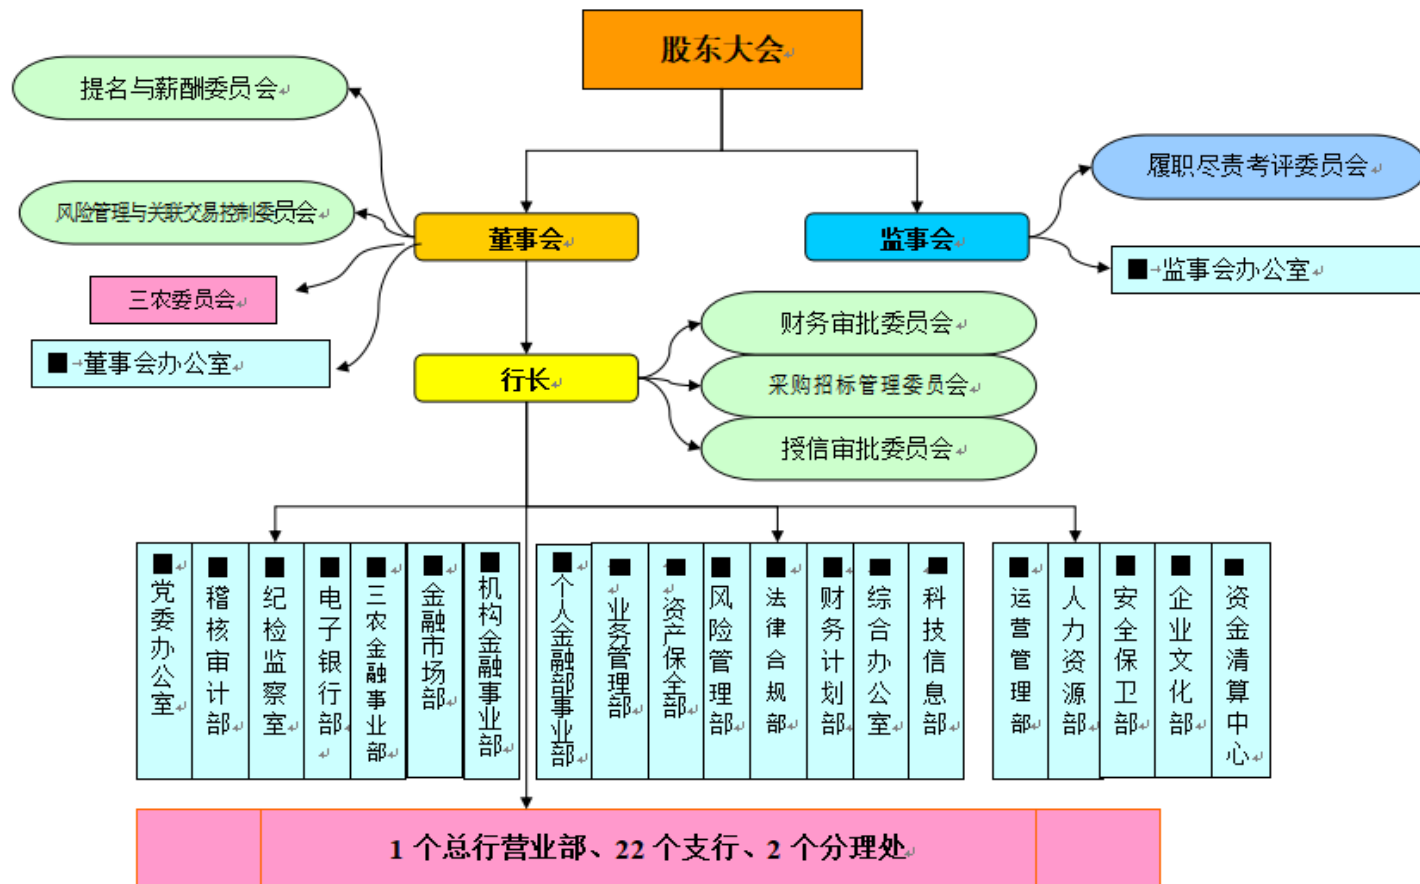 股东大会
提名与薪酬委员会
履职尽责考评委员会
风险管理与关联交易控制委员会
董事会
监事会
监事会办公室
三农委员会
财务审批委员会
董事会办公室
行长
采购招标管理委员会
授信审批委员会
党委办公室
稽核审计部
纪检监察室
电子银行部
三农金融事业部
金融市场部
机构金融事业部
个人金融部事业部
业务管理部
资产保全部
风险管理部
法律合规部
财务计划部
综合办公室
科技信息部
运营管理部
人力资源部
安全保卫部
企业文化部
资金清算中心
1 个总行营业部、22 个支行、2 个分理处